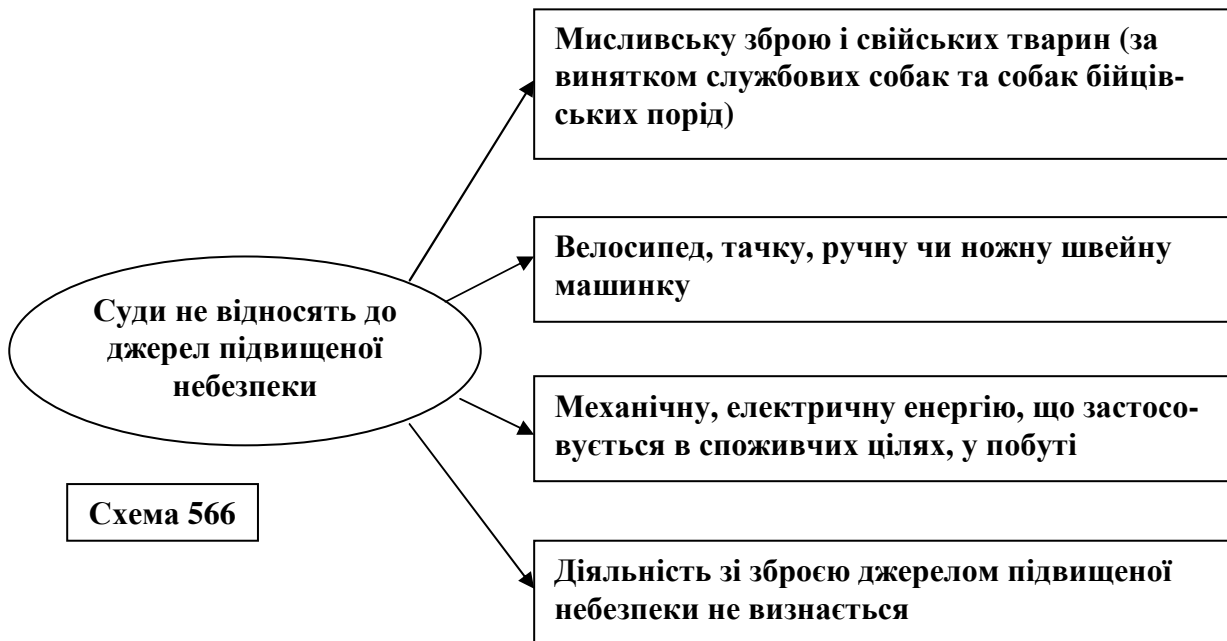 Мисливську зброю і свійських тварин (за
винятком службових собак та собак бійців-
ських порід)
Велосипед, тачку, ручну чи ножну швейну
машинку
Суди не відносять до
джерел підвищеної
небезпеки
Механічну, електричну енергію, що застосо-
вується в споживчих цілях, у побуті
Схема 566
Діяльність зі зброєю джерелом підвищеної
небезпеки не визнається